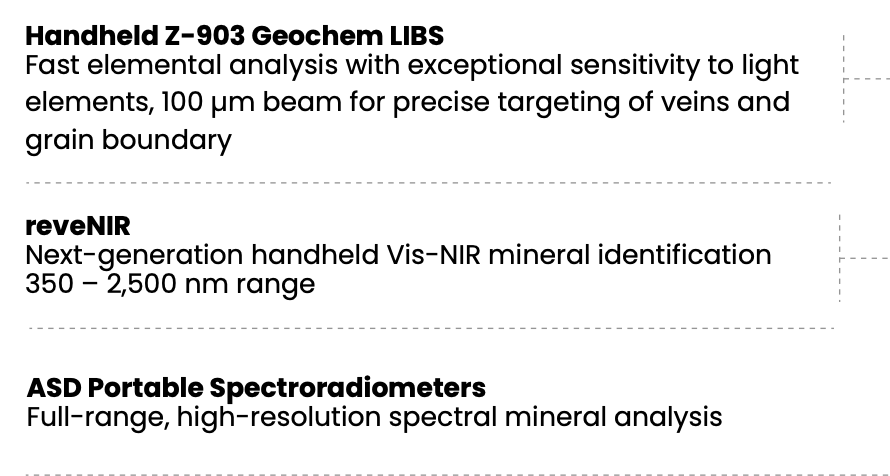 Handheld Z-903 Geochem LIBS
Fast elemental analysis with exceptional sensitivity to light
elements, 100 µm beam for precise targeting of veins and
grain boundary
reveNIR
Next-generation handheld Vis-NIR mineral identification
350 – 2,500 nm range
ASD Portable Spectroradiometers
Full-range, high-resolution spectral mineral analysis